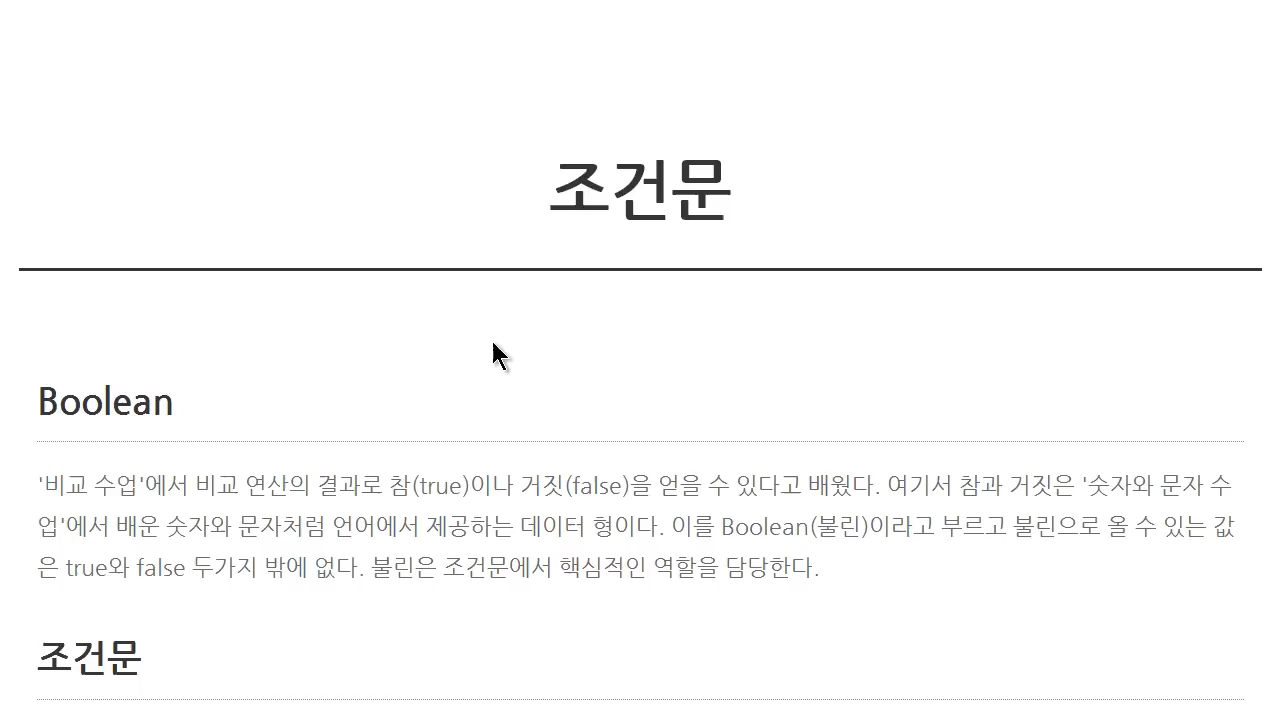 조건문
Boolean
'비교 수업'에서 비교 연산의 결과로 참(true)이나 거짓(false)을 얻을 수 있다고 배웠다. 여기서 참과 거짓은 '숫자와 문자 수
업'에서 배운 숫자와 문자처럼 언어에서 제공하는 데이터 형이다. 이를 Boolean(불린)이라고 부르고 불린으로 올 수 있는 값
은 true와 false 두가지 밖에 없다. 불린은 조건문에서 핵심적인 역할을 담당한다.
조건문